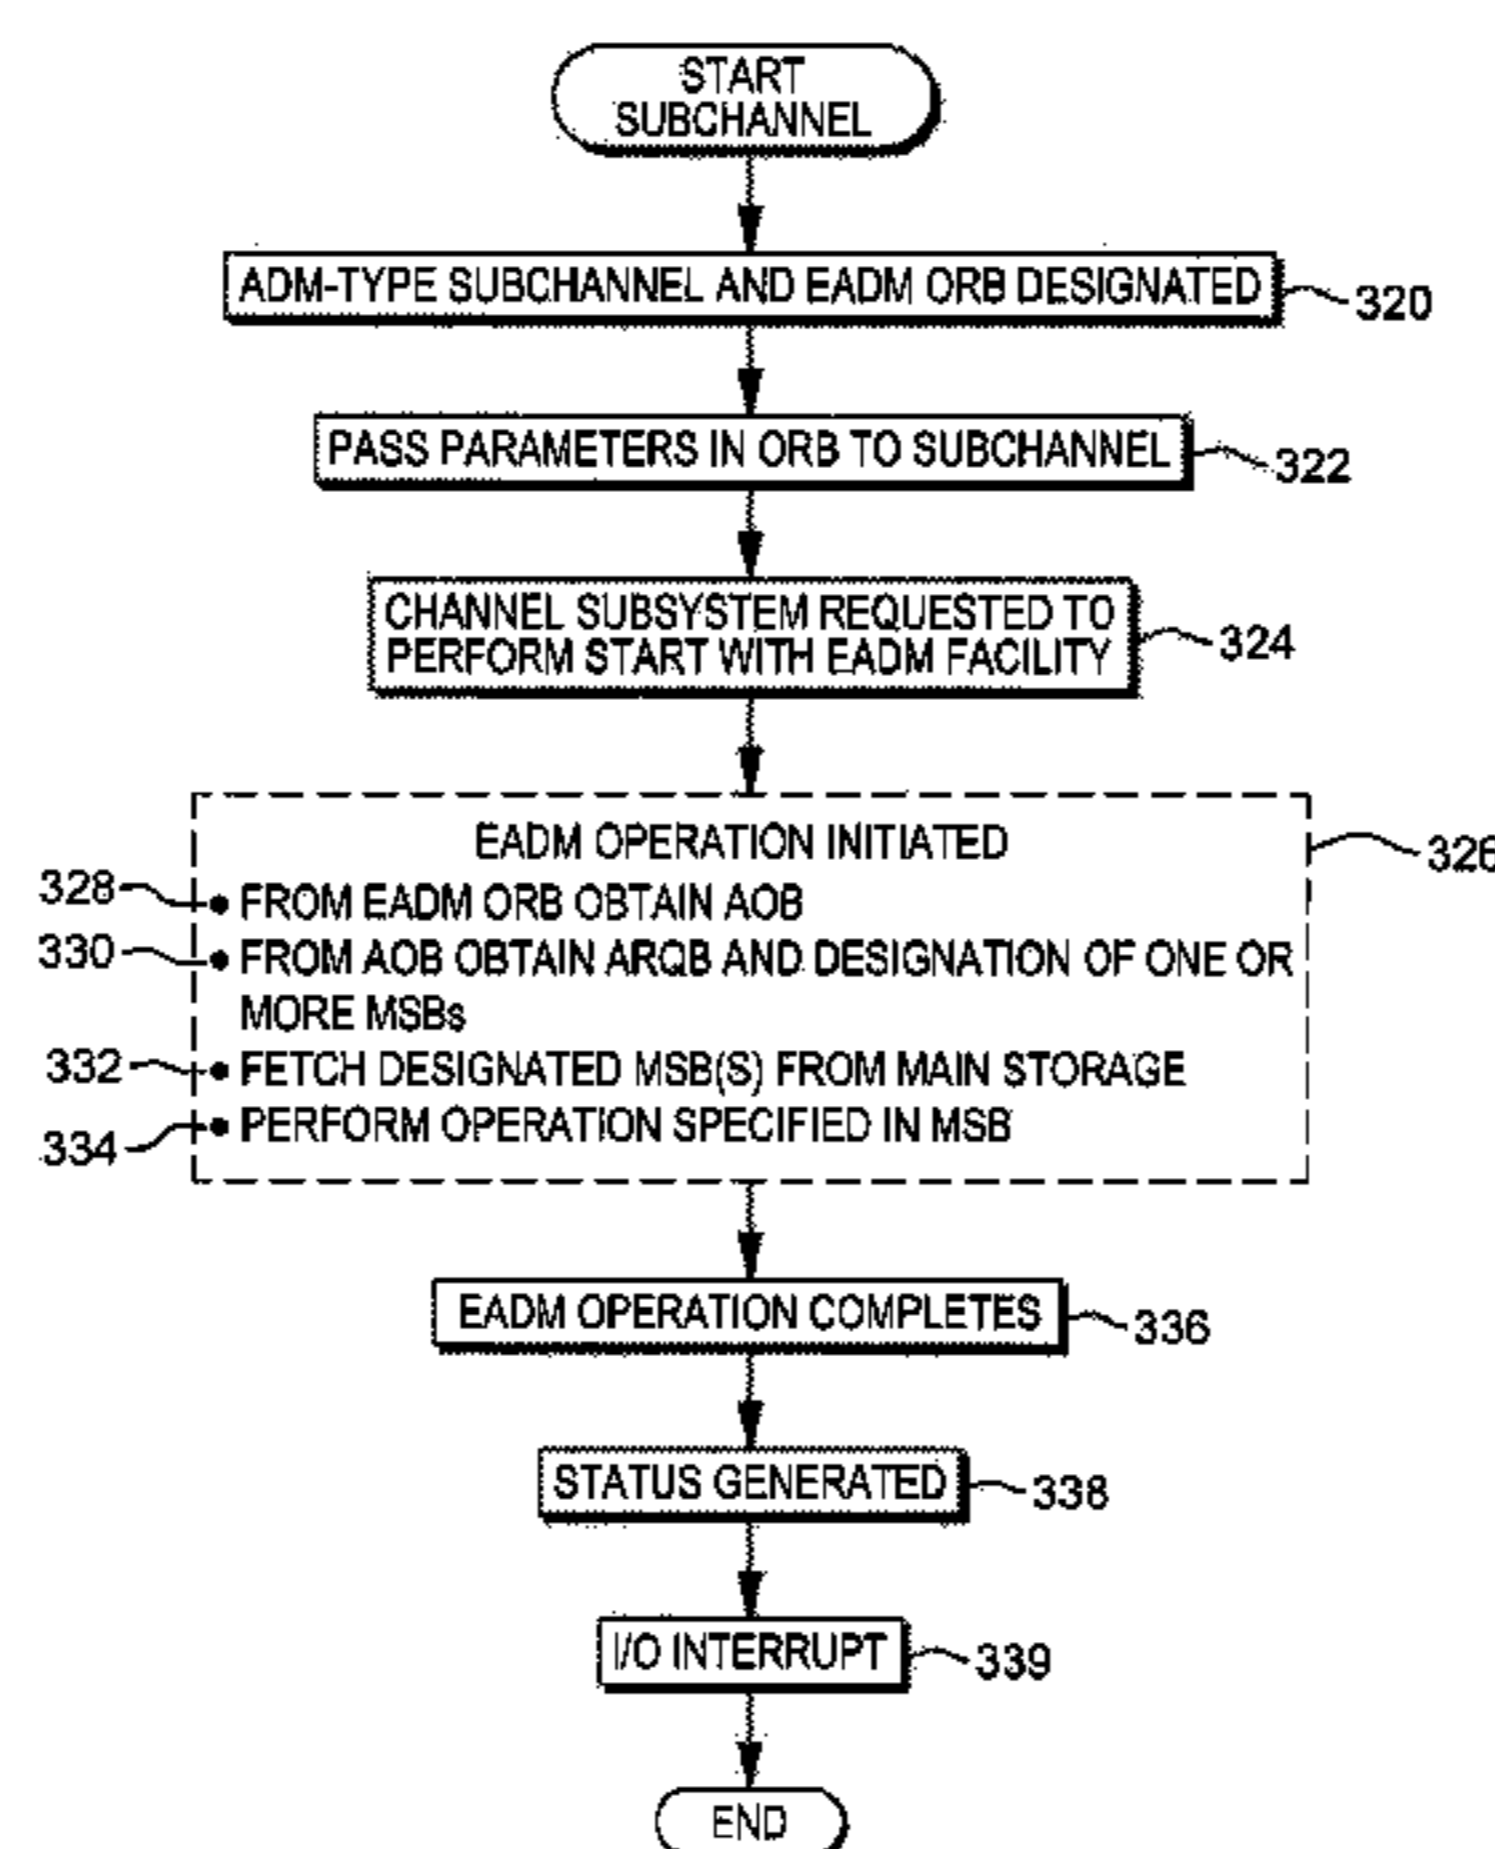 START
SUBCHANNEL
ADM-TYPE SUBCHANNEL AND EADM ORB DESIGNATED
320
PASS PARAMETERS IN ORB TO SUBCHANNEL
322
CHANNEL SUBSYSTEM REQUESTED TO
PERFORM START WITH EADM FACILITY
324
EADM OPERATION INITIATED
326
328
• FROM EADM ORB OBTAIN AOB
330
• FROM AOB OBTAIN ARQB AND DESIGNATION OF ONE OR
MORE MSBs
332
• FETCH DESIGNATED MSB(S) FROM MAIN STORAGE
334
• PERFORM OPERATION SPECIFIED IN MSB
EADM OPERATION COMPLETES
336
STATUS GENERATED
338
I/O INTERRUPT
339
END